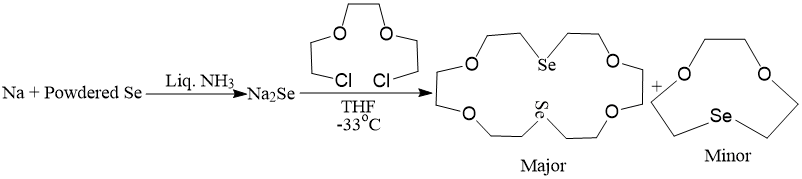 O O
Cl Cl
Na + Powdered Se Liq. NH₃ Na₂Se THF -33°C
O Se O
O Se O
Major
+
O O
Se
Minor